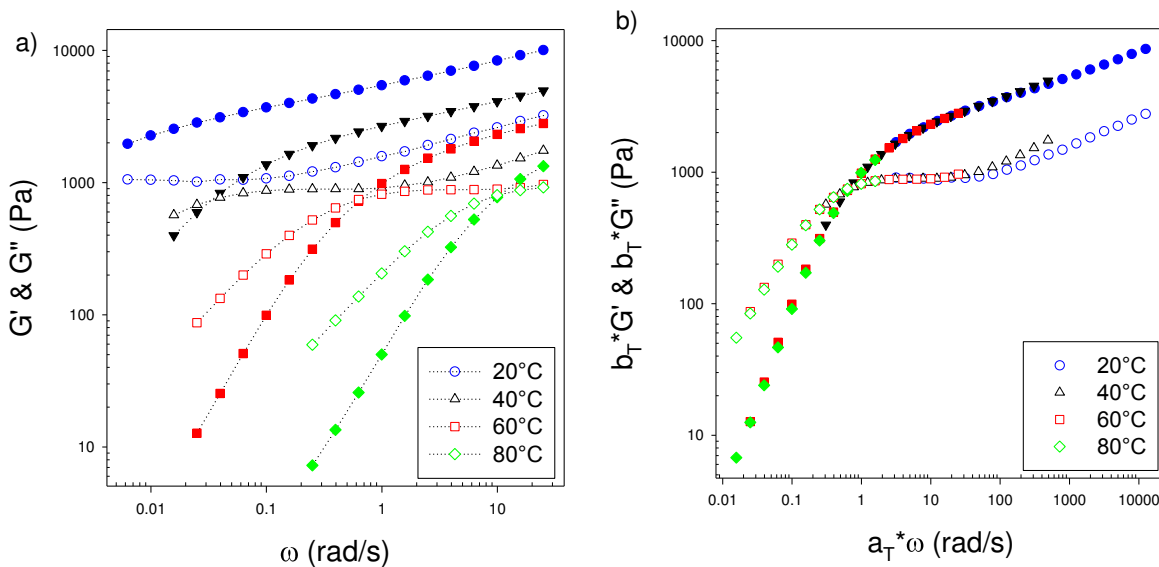 a)
G' & G'' (Pa)
10000
1000
100
10
0.01 0.1 1 10
ω (rad/s)
20°C
40°C
60°C
80°C
b)
b_T*G' & b_T*G'' (Pa)
10000
1000
100
10
0.01 0.1 1 10 100 1000 10000
a_T*ω (rad/s)
20°C
40°C
60°C
80°C